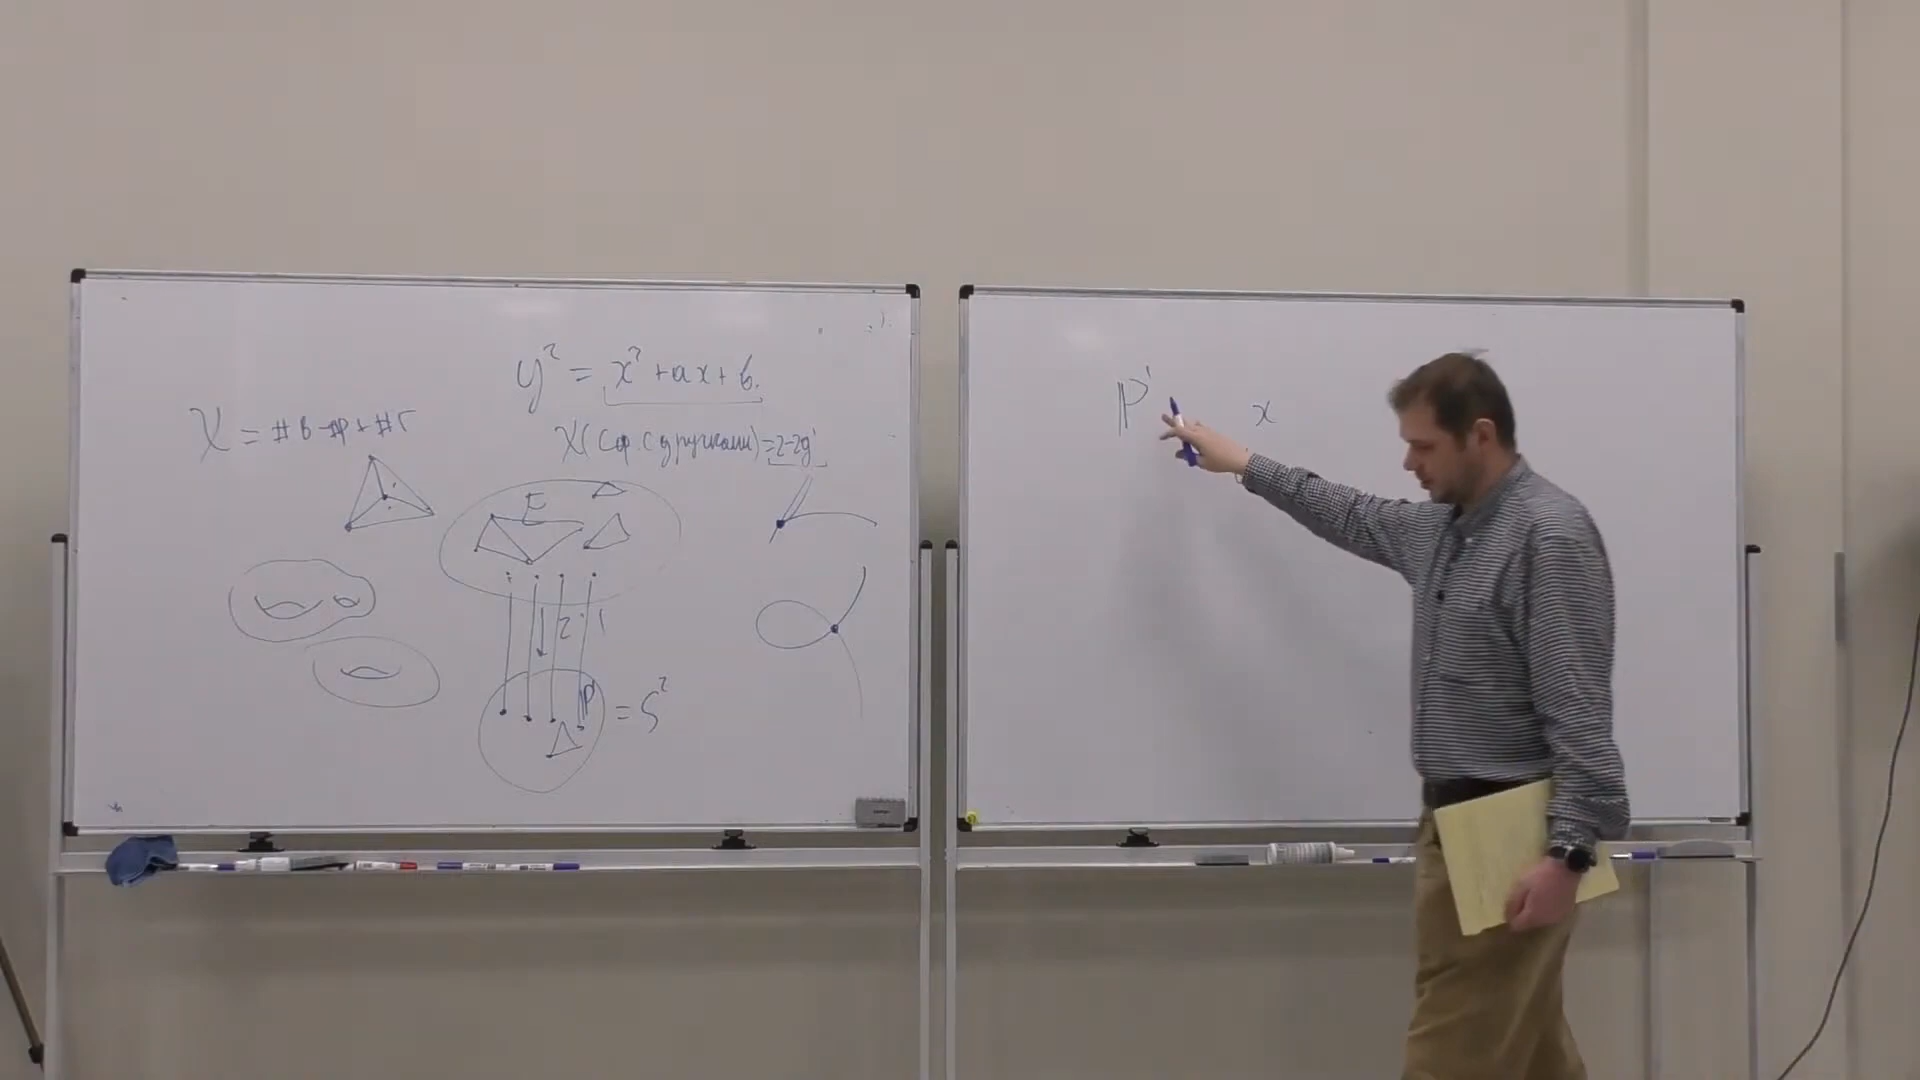 y² = x³ + ax + b.
χ = #В - #Р + #Г
χ(Сф. с g ручками) = 2-2g
E
2:1
P¹ = S²
P¹ x